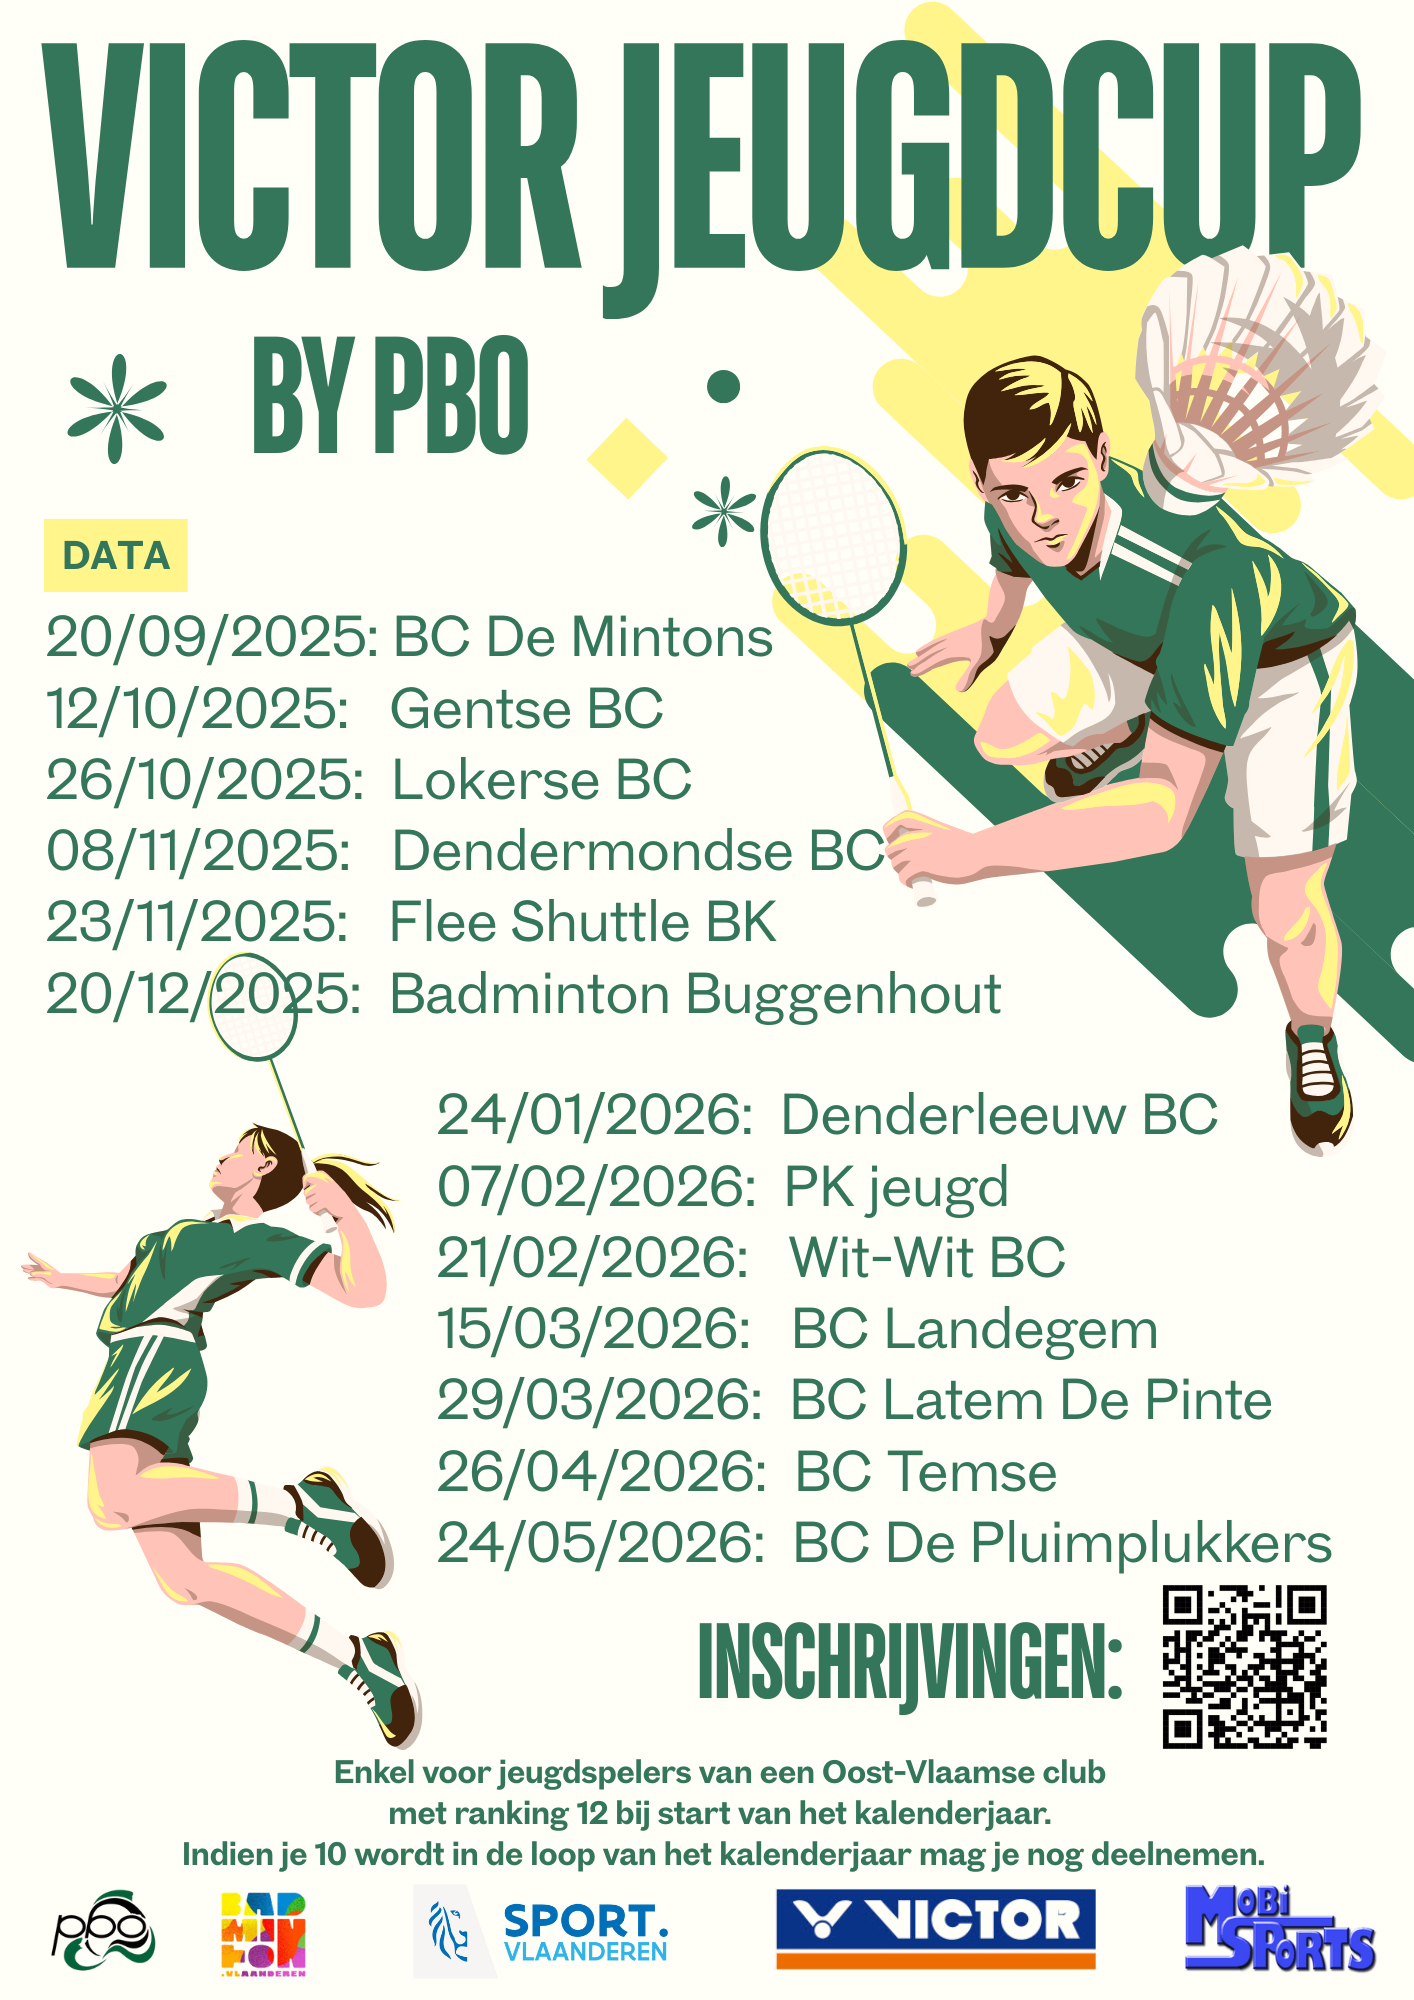 VICTOR JEUGDCUP
BY PBO
DATA
20/09/2025: BC De Mintons
12/10/2025: Gentse BC
26/10/2025: Lokerse BC
08/11/2025: Dendermondse BC
23/11/2025: Flee Shuttle BK
20/12/2025: Badminton Buggenhout
24/01/2026: Denderleeuw BC
07/02/2026: PK jeugd
21/02/2026: Wit-Wit BC
15/03/2026: BC Landegem
29/03/2026: BC Latem De Pinte
26/04/2026: BC Temse
24/05/2026: BC De Pluimplukkers
INSCHRIJVINGEN:
Enkel voor jeugdspelers van een Oost-Vlaamse club
met ranking 12 bij start van het kalenderjaar.
Indien je 10 wordt in de loop van het kalenderjaar mag je nog deelnemen.
pbo
BAD
MIN
TON
.VLAANDEREN
SPORT.
VLAANDEREN
VICTOR
MOBi
SPORTS